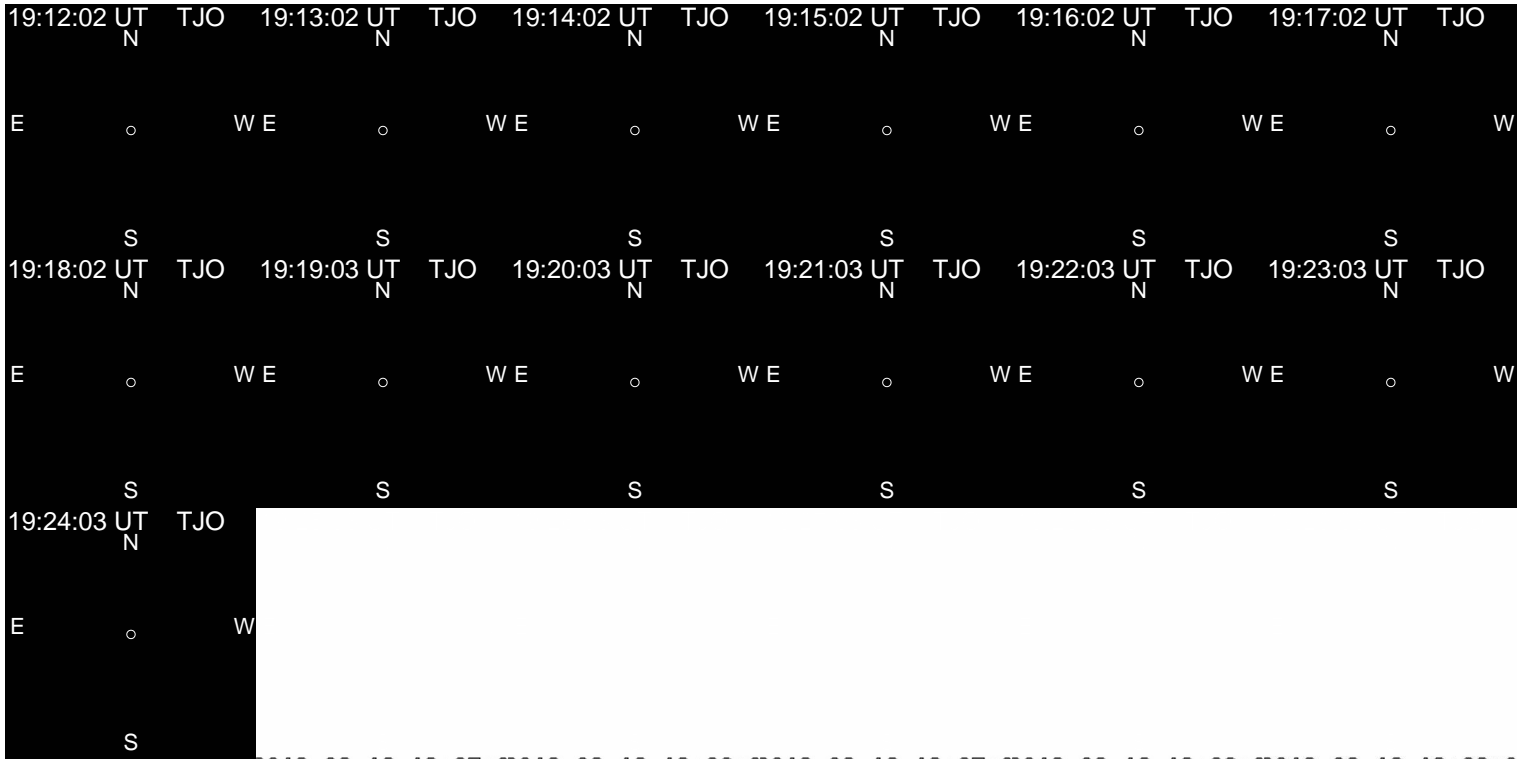 19:12:02 UT TJO 19:13:02 UT TJO 19:14:02 UT TJO 19:15:02 UT TJO 19:16:02 UT TJO 19:17:02 UT TJO
N N N N N N
E W E W E W E W E W E W
S S S S S S
19:18:02 UT TJO 19:19:03 UT TJO 19:20:03 UT TJO 19:21:03 UT TJO 19:22:03 UT TJO 19:23:03 UT TJO
N N N N N N
E W E W E W E W E W E W
S S S S S S
19:24:03 UT TJO
N
E W
S